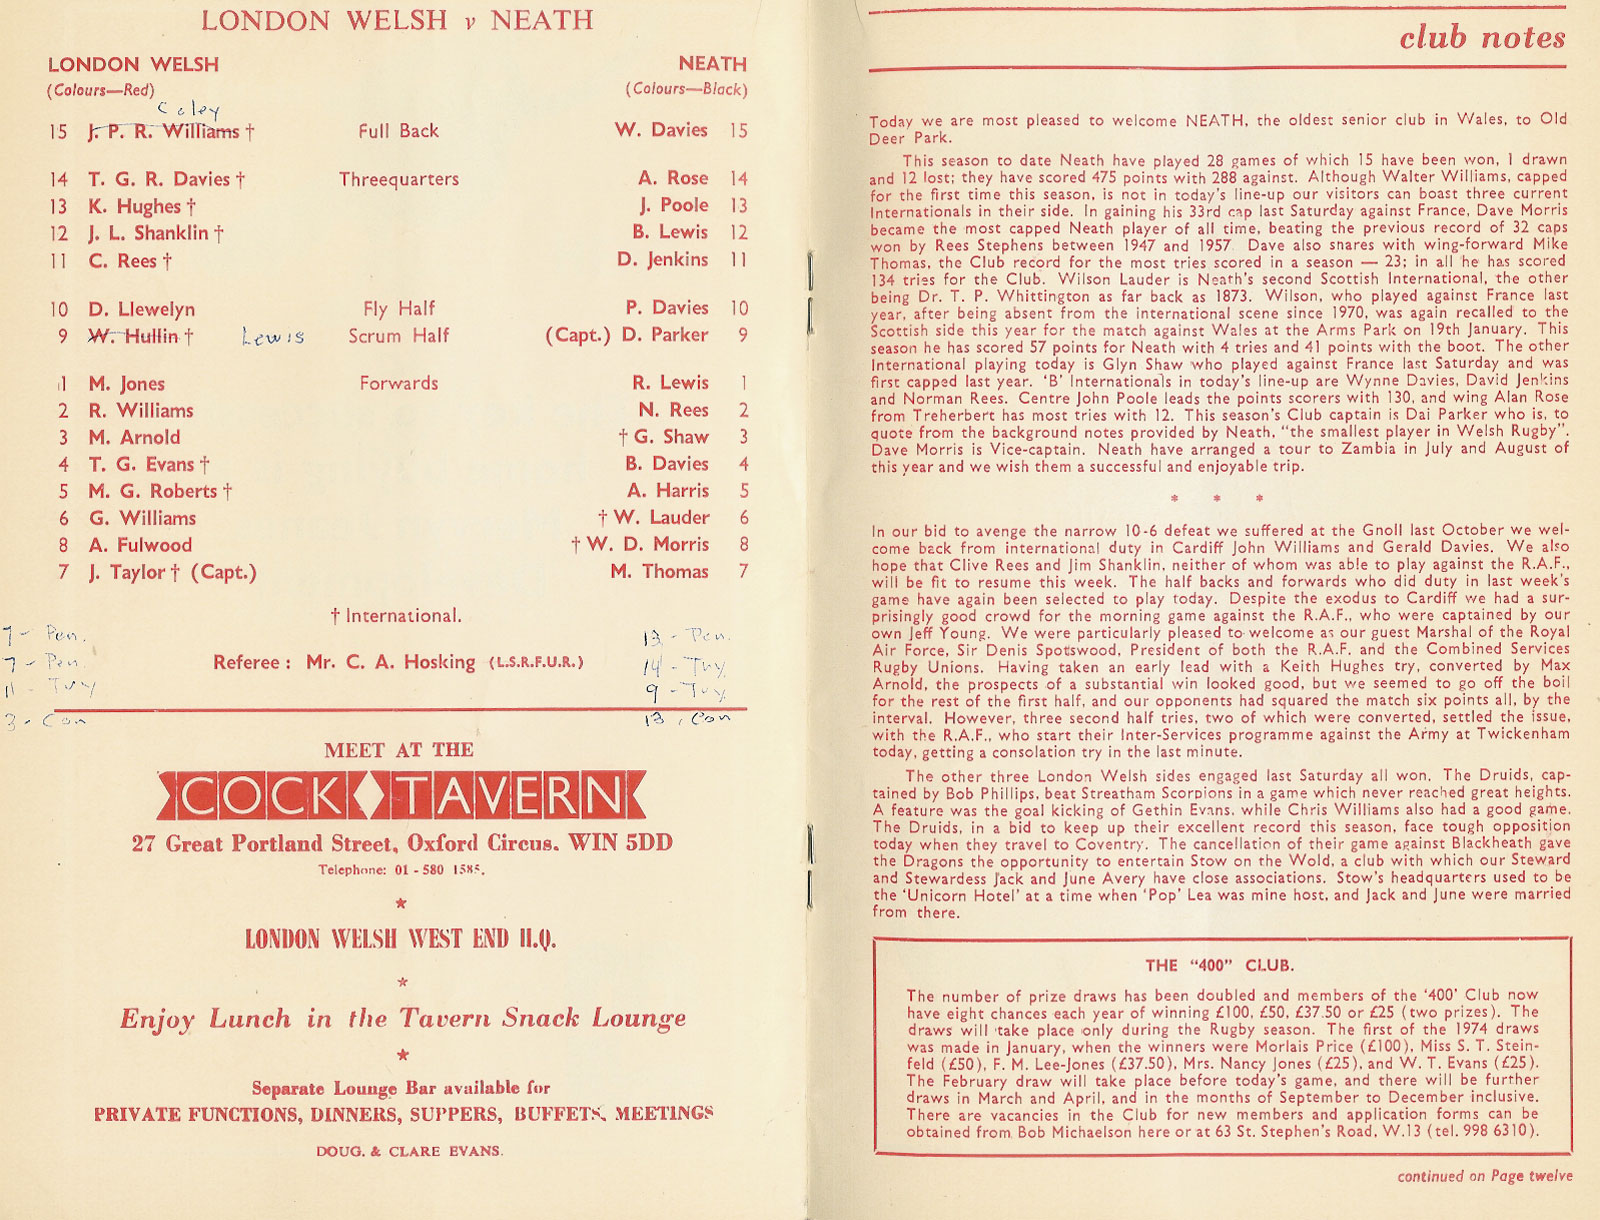 LONDON WELSH v NEATH
LONDON WELSH NEATH
(Colours—Red) (Colours—Black)
Coley
15 J. P. R. Williams † Full Back W. Davies 15
14 T. G. R. Davies † Threequarters A. Rose 14
13 K. Hughes † J. Poole 13
12 J. L. Shanklin † B. Lewis 12
11 C. Rees † D. Jenkins 11
10 D. Llewelyn Fly Half P. Davies 10
9 W. Hullin † Lewis Scrum Half (Capt.) D. Parker 9
1 M. Jones Forwards R. Lewis 1
2 R. Williams N. Rees 2
3 M. Arnold † G. Shaw 3
4 T. G. Evans † B. Davies 4
5 M. G. Roberts † A. Harris 5
6 G. Williams † W. Lauder 6
8 A. Fulwood † W. D. Morris 8
7 J. Taylor † (Capt.) M. Thomas 7
† International.
7 - Pen. 13 - Pen.
Referee : Mr. C. A. Hosking (L.S.R.F.U.R.)
7 - Pen. 14 - Try
11 - Try 9 - Try
3 - Con 13 . Con
MEET AT THE
COCK TAVERN
27 Great Portland Street, Oxford Circus. WIN 5DD
Telephone: 01 - 580 1585.
LONDON WELSH WEST END H.Q.
Enjoy Lunch in the Tavern Snack Lounge
Separate Lounge Bar available for
PRIVATE FUNCTIONS, DINNERS, SUPPERS, BUFFETS, MEETINGS
DOUG. & CLARE EVANS.
club notes
Today we are most pleased to welcome NEATH, the oldest senior club in Wales, to Old
Deer Park.
This season to date Neath have played 28 games of which 15 have been won, 1 drawn
and 12 lost; they have scored 475 points with 288 against. Although Walter Williams, capped
for the first time this season, is not in today's line-up our visitors can boast three current
Internationals in their side. In gaining his 33rd cap last Saturday against France, Dave Morris
became the most capped Neath player of all time, beating the previous record of 32 caps
won by Rees Stephens between 1947 and 1957. Dave also snares with wing-forward Mike
Thomas, the Club record for the most tries scored in a season — 23; in all he has scored
134 tries for the Club. Wilson Lauder is Neath's second Scottish International, the other
being Dr. T. P. Whittington as far back as 1873. Wilson, who played against France last
year, after being absent from the international scene since 1970, was again recalled to the
Scottish side this year for the match against Wales at the Arms Park on 19th January. This
season he has scored 57 points for Neath with 4 tries and 41 points with the boot. The other
International playing today is Glyn Shaw who played against France last Saturday and was
first capped last year. 'B' Internationals in today's line-up are Wynne Davies, David Jenkins
and Norman Rees. Centre John Poole leads the points scorers with 130, and wing Alan Rose
from Treherbert has most tries with 12. This season's Club captain is Dai Parker who is, to
quote from the background notes provided by Neath, "the smallest player in Welsh Rugby".
Dave Morris is Vice-captain. Neath have arranged a tour to Zambia in July and August of
this year and we wish them a successful and enjoyable trip.
* * *
In our bid to avenge the narrow 10-6 defeat we suffered at the Gnoll last October we wel-
come back from international duty in Cardiff John Williams and Gerald Davies. We also
hope that Clive Rees and Jim Shanklin, neither of whom was able to play against the R.A.F.,
will be fit to resume this week. The half backs and forwards who did duty in last week's
game have again been selected to play today. Despite the exodus to Cardiff we had a sur-
prisingly good crowd for the morning game against the R.A.F., who were captained by our
own Jeff Young. We were particularly pleased to welcome as our guest Marshal of the Royal
Air Force, Sir Denis Spotswood, President of both the R.A.F. and the Combined Services
Rugby Unions. Having taken an early lead with a Keith Hughes try, converted by Max
Arnold, the prospects of a substantial win looked good, but we seemed to go off the boil
for the rest of the first half, and our opponents had squared the match six points all, by the
interval. However, three second half tries, two of which were converted, settled the issue,
with the R.A.F., who start their Inter-Services programme against the Army at Twickenham
today, getting a consolation try in the last minute.
The other three London Welsh sides engaged last Saturday all won. The Druids, cap-
tained by Bob Phillips, beat Streatham Scorpions in a game which never reached great heights.
A feature was the goal kicking of Gethin Evans, while Chris Williams also had a good game.
The Druids, in a bid to keep up their excellent record this season, face tough opposition
today when they travel to Coventry. The cancellation of their game against Blackheath gave
the Dragons the opportunity to entertain Stow on the Wold, a club with which our Steward
and Stewardess Jack and June Avery have close associations. Stow's headquarters used to be
the 'Unicorn Hotel' at a time when 'Pop' Lea was mine host, and Jack and June were married
from there.
THE "400" CLUB.
The number of prize draws has been doubled and members of the '400' Club now
have eight chances each year of winning £100, £50, £37.50 or £25 (two prizes). The
draws will take place only during the Rugby season. The first of the 1974 draws
was made in January, when the winners were Morlais Price (£100), Miss S. T. Stein-
feld (£50), F. M. Lee-Jones (£37.50), Mrs. Nancy Jones (£25), and W. T. Evans (£25).
The February draw will take place before today's game, and there will be further
draws in March and April, and in the months of September to December inclusive.
There are vacancies in the Club for new members and application forms can be
obtained from Bob Michaelson here or at 63 St. Stephen's Road, W.13 (tel. 998 6310).
continued on Page twelve